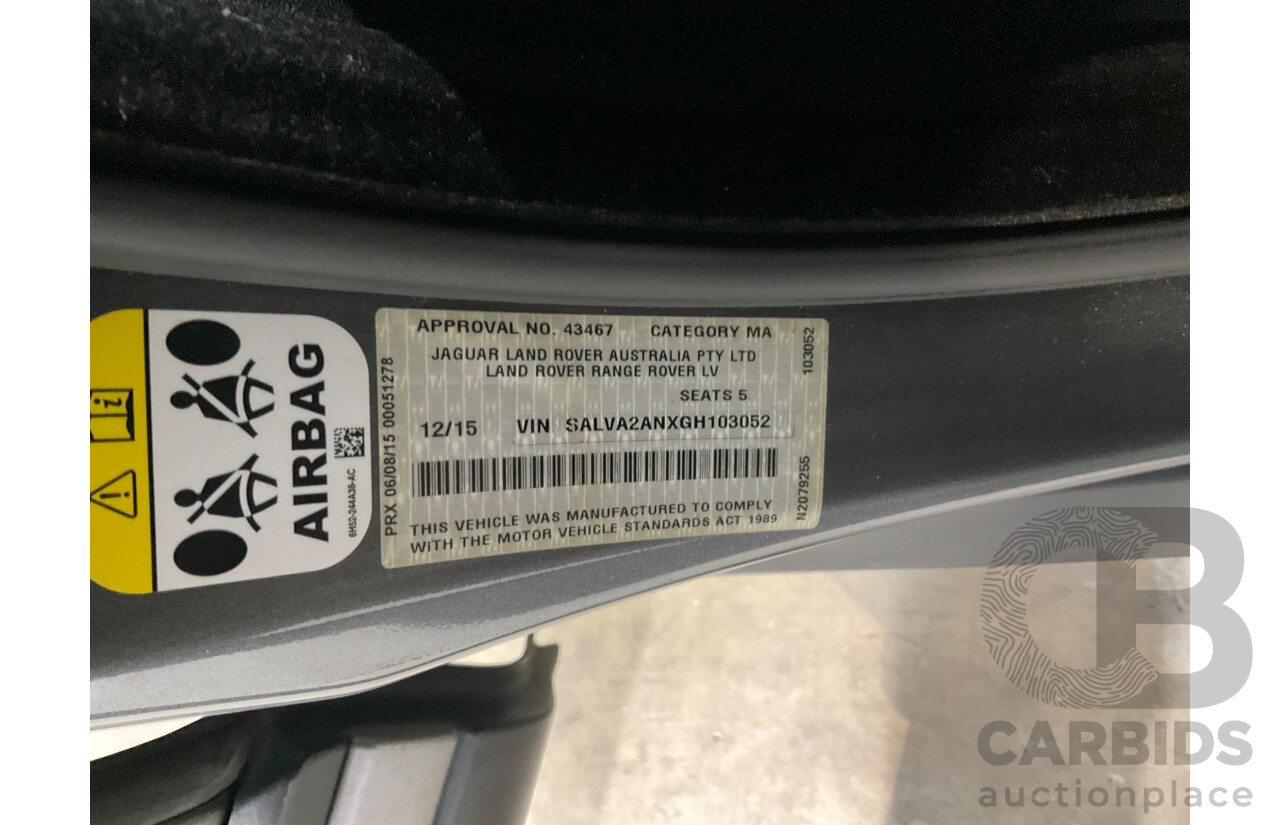 APPROVAL NO. 43467 CATEGORY MA
JAGUAR LAND ROVER AUSTRALIA PTY LTD
LAND ROVER RANGE ROVER LV
SEATS 5
12/15 VIN SALVA2ANXGH103052
THIS VEHICLE WAS MANUFACTURED TO COMPLY
WITH THE MOTOR VEHICLE STANDARDS ACT 1989
PRX 06/08/15 00051278
103052
N2079255
AIRBAG
6H52-244A38-AC
CB
CARBIDS
auctionplace